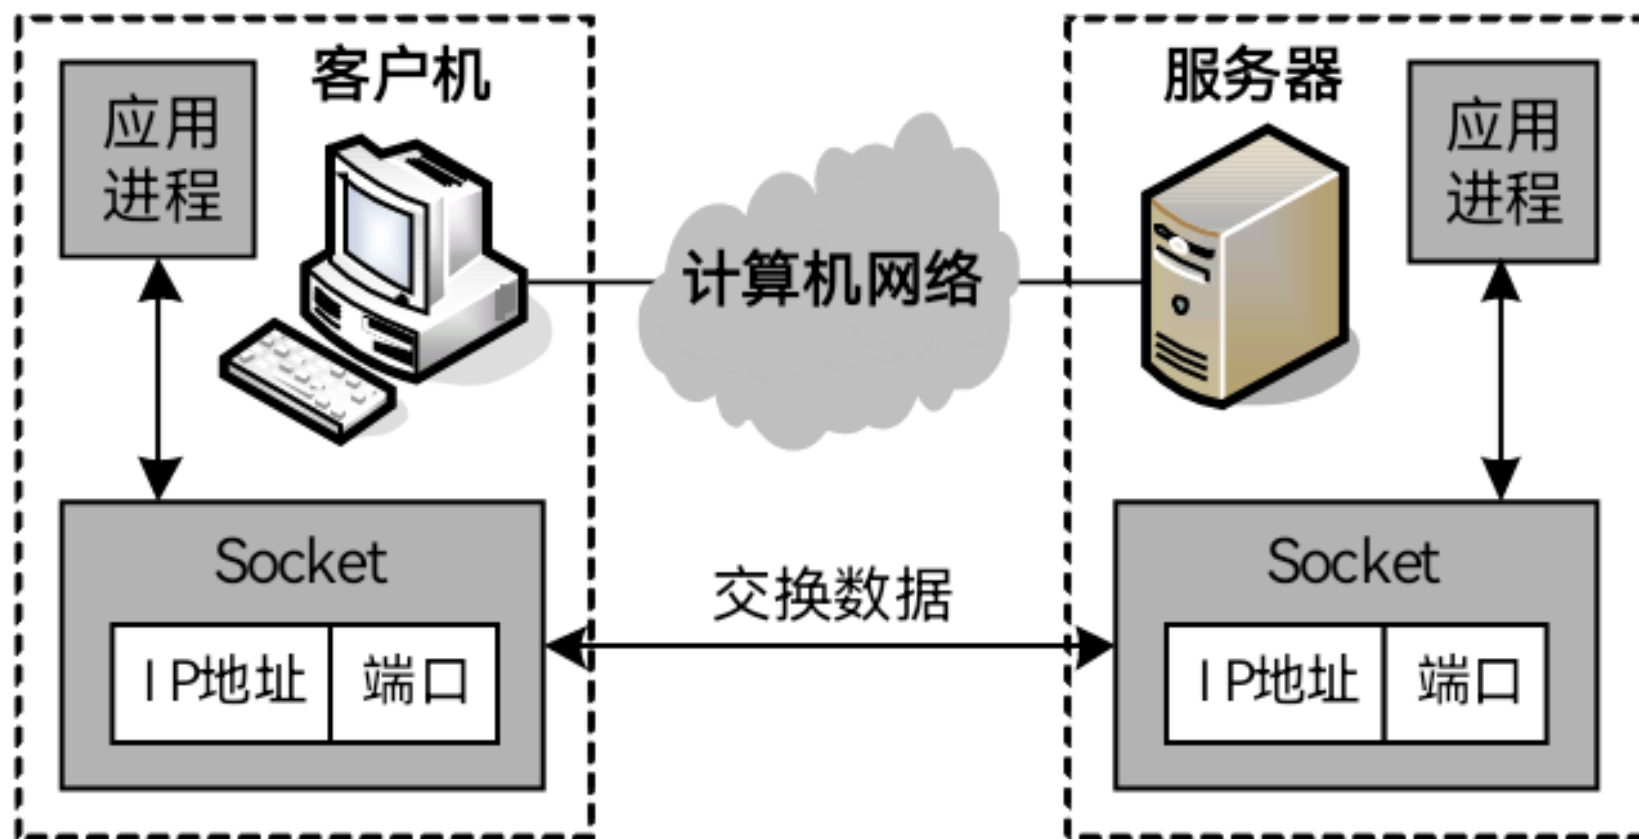 客户机
应用
进程
计算机网络
服务器
应用
进程
Socket
IP地址 端口
交换数据
Socket
IP地址 端口